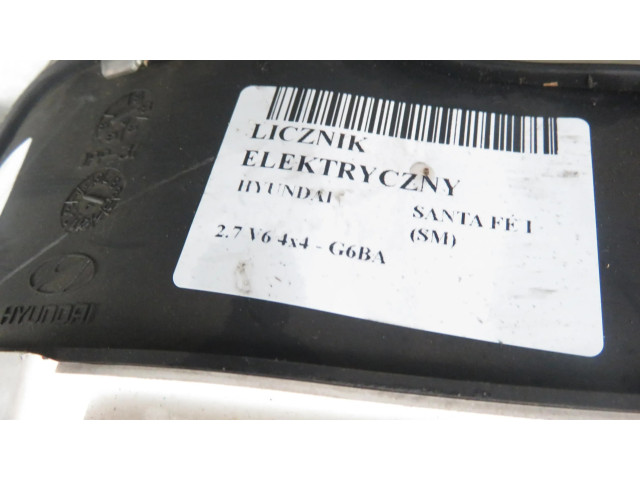 LICZNIK
ELEKTRYCZNY
HYUNDAI SANTA FE I
(SM)
2.7 V6 4x4 - G6BA
HYUNDAI